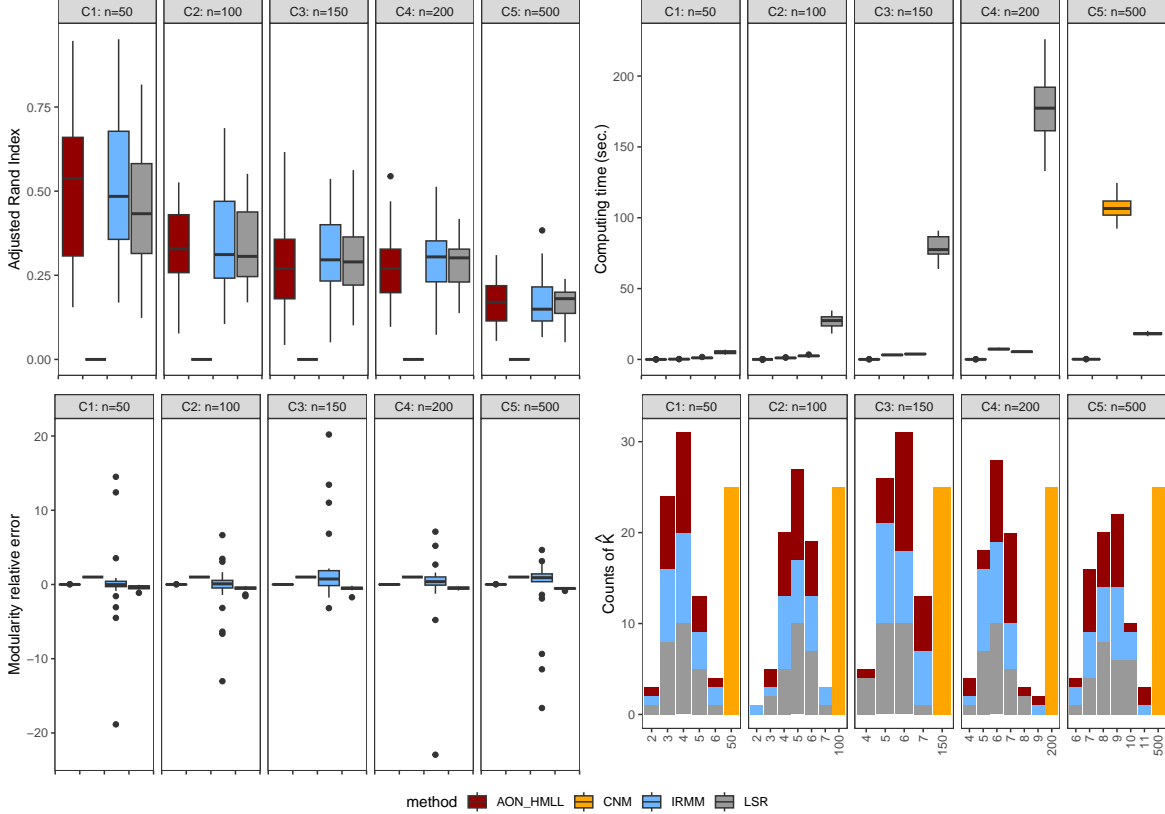 C1: n=50 C2: n=100 C3: n=150 C4: n=200 C5: n=500
Adjusted Rand Index
0.75
0.50
0.25
0.00
C1: n=50 C2: n=100 C3: n=150 C4: n=200 C5: n=500
Computing time (sec.)
200
150
100
50
0
C1: n=50 C2: n=100 C3: n=150 C4: n=200 C5: n=500
Modularity relative error
20
10
0
−10
−20
C1: n=50 C2: n=100 C3: n=150 C4: n=200 C5: n=500
Counts of K̂
30
20
10
0
2 3 4 5 6 50 2 3 4 5 6 7 100 4 5 6 7 150 4 5 6 7 8 9 200 6 7 8 9 10 11 500
method AON_HMLL CNM IRMM LSR